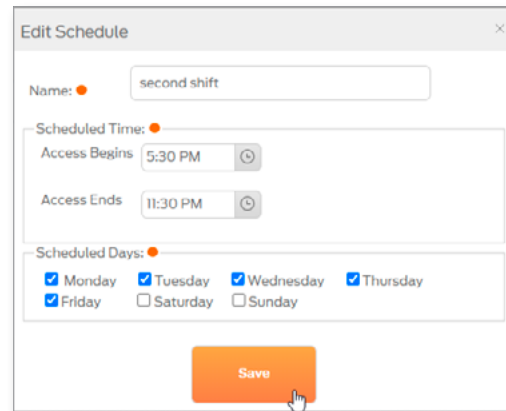 Edit Schedule ×
Name: second shift
Scheduled Time:
Access Begins 5:30 PM
Access Ends 11:30 PM
Scheduled Days:
Monday Tuesday Wednesday Thursday
Friday Saturday Sunday
Save